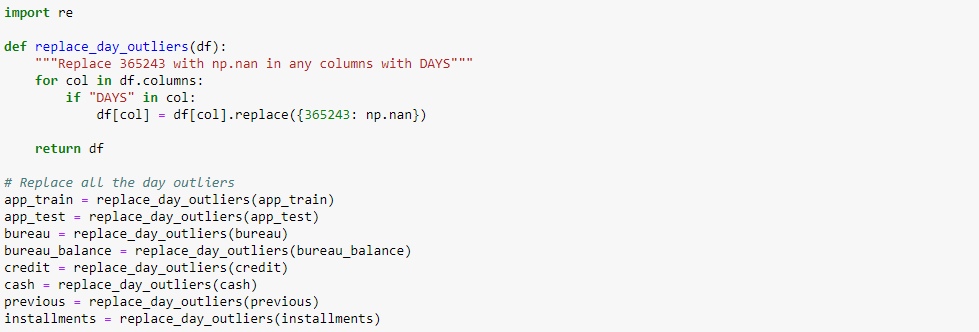 import re

def replace_day_outliers(df):
    """Replace 365243 with np.nan in any columns with DAYS"""
    for col in df.columns:
        if "DAYS" in col:
            df[col] = df[col].replace({365243: np.nan})

    return df

# Replace all the day outliers
app_train = replace_day_outliers(app_train)
app_test = replace_day_outliers(app_test)
bureau = replace_day_outliers(bureau)
bureau_balance = replace_day_outliers(bureau_balance)
credit = replace_day_outliers(credit)
cash = replace_day_outliers(cash)
previous = replace_day_outliers(previous)
installments = replace_day_outliers(installments)